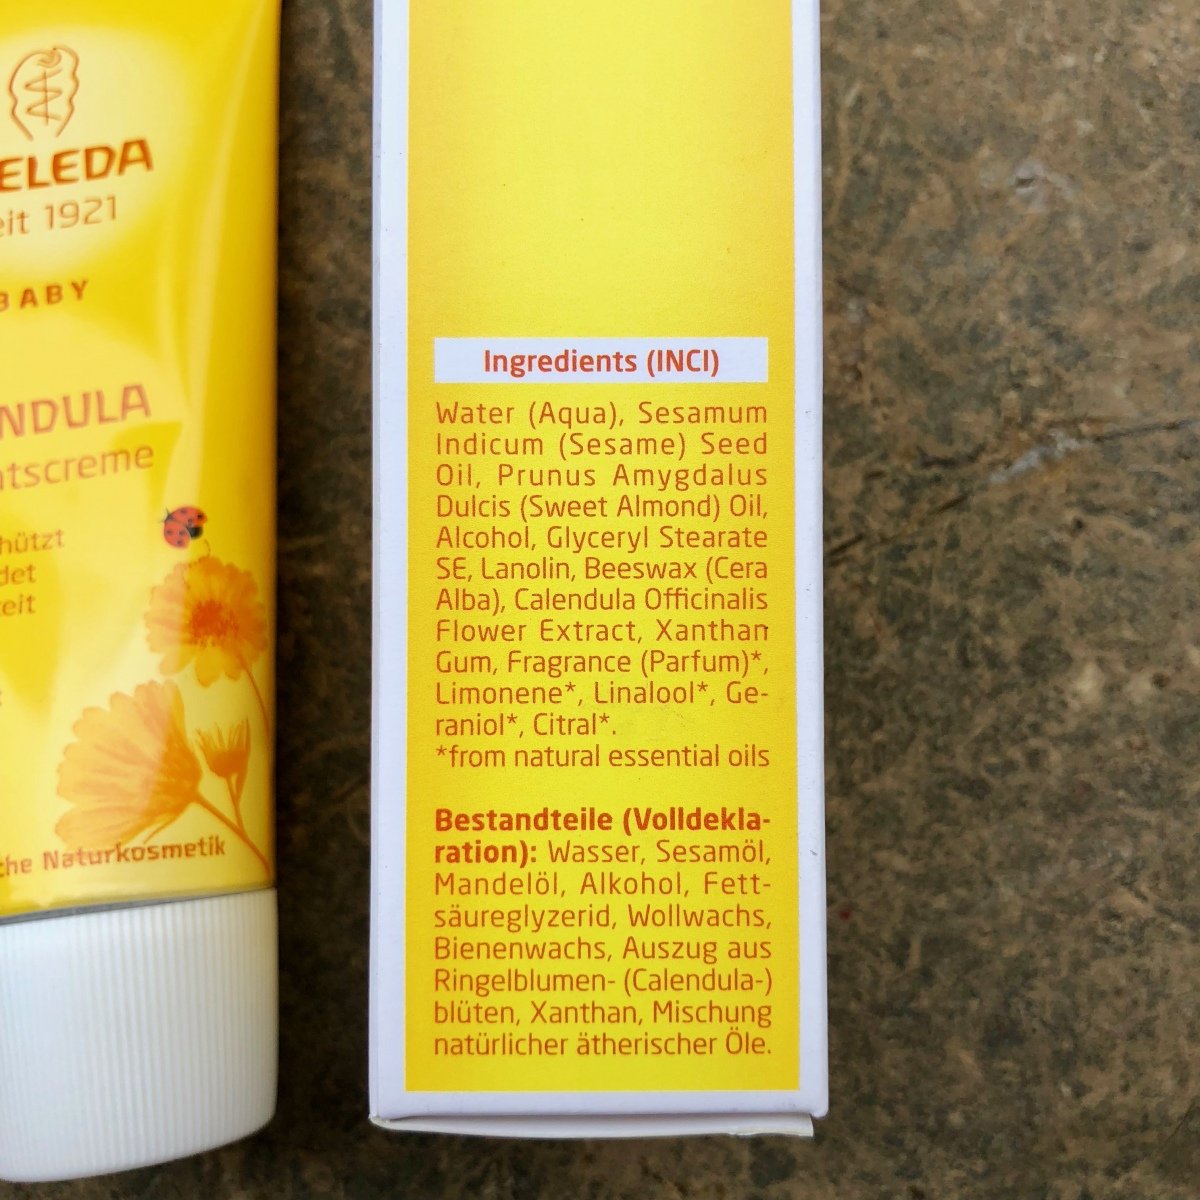 ELEDA
eit 1921
BABY
NDULA
tscreme
hützt
det
eit
che Naturkosmetik
Ingredients (INCI)
Water (Aqua), Sesamum
Indicum (Sesame) Seed
Oil, Prunus Amygdalus
Dulcis (Sweet Almond) Oil,
Alcohol, Glyceryl Stearate
SE, Lanolin, Beeswax (Cera
Alba), Calendula Officinalis
Flower Extract, Xanthan
Gum, Fragrance (Parfum)*,
Limonene*, Linalool*, Ge-
raniol*, Citral*.
*from natural essential oils
Bestandteile (Volldekla-
ration): Wasser, Sesamöl,
Mandelöl, Alkohol, Fett-
säureglyzerid, Wollwachs,
Bienenwachs, Auszug aus
Ringelblumen- (Calendula-)
blüten, Xanthan, Mischung
natürlicher ätherischer Öle.